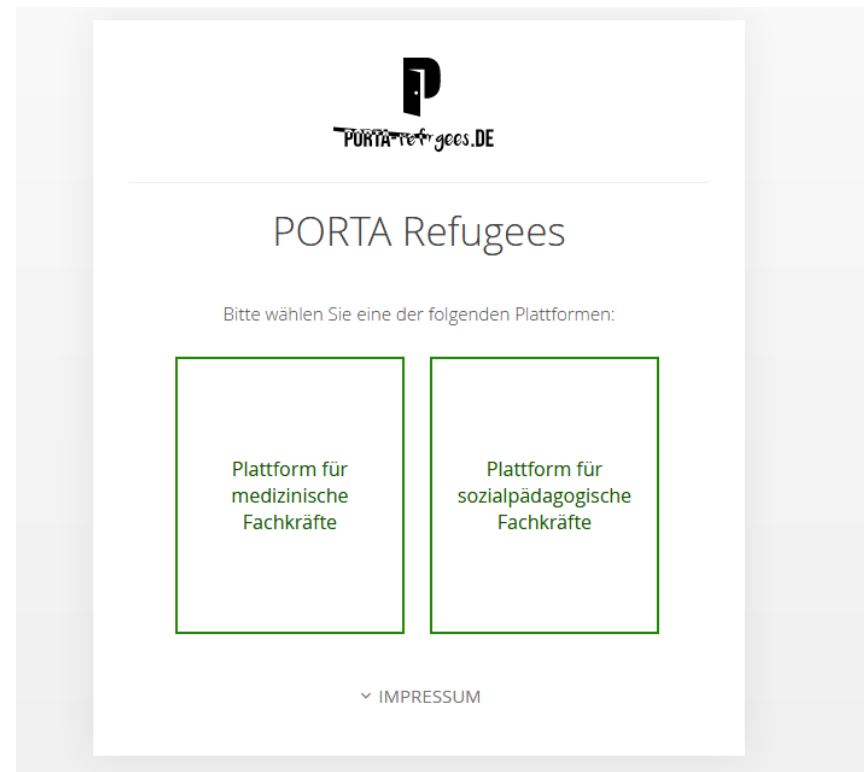 P
PORTA-refugees.DE
PORTA Refugees
Bitte wählen Sie eine der folgenden Plattformen:
Plattform für
medizinische
Fachkräfte
Plattform für
sozialpädagogische
Fachkräfte
IMPRESSUM